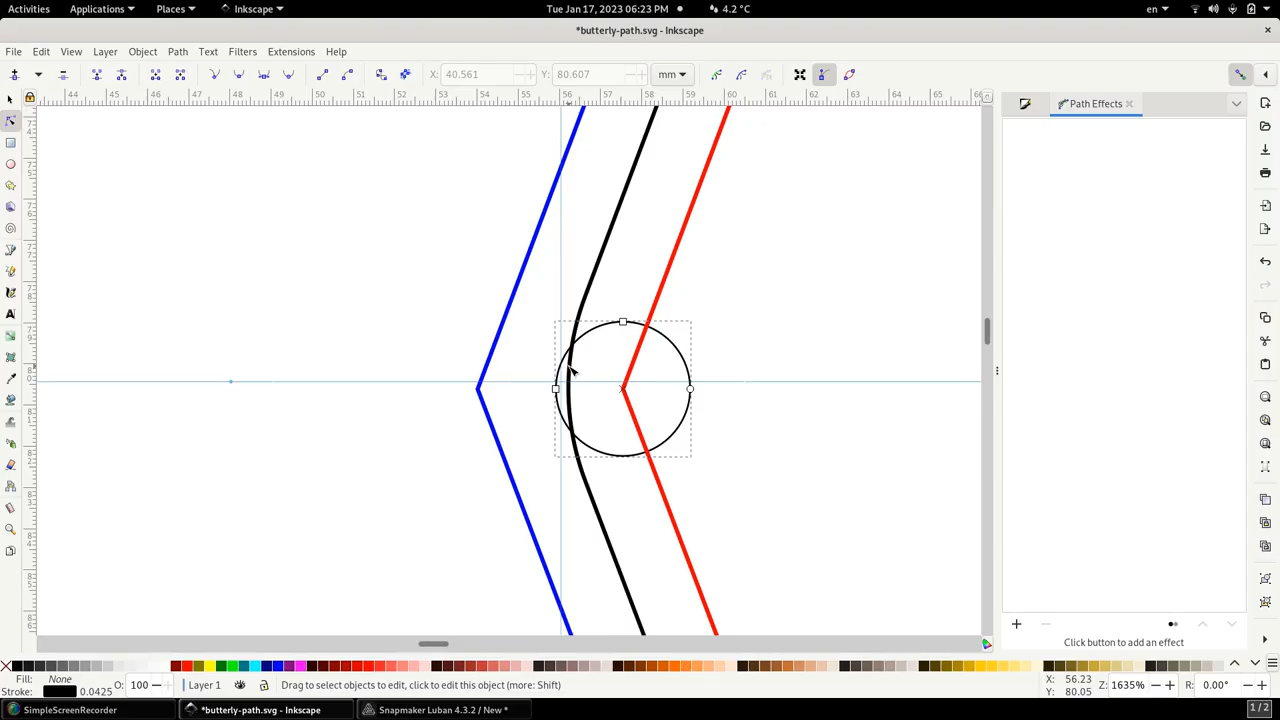 Activities Applications Places Inkscape Tue Jan 17, 2023 06:23 PM 4.2 °C en
*butterly-path.svg - Inkscape
File Edit View Layer Object Path Text Filters Extensions Help
X: 40.561 Y: 80.607 mm
44 47 48 49 50 51 52 53 54 55 56 57 58 59 60 61 62 63 64 65
Path Effects
Click button to add an effect
Fill: None
Stroke: 0.0425 O: 100 Layer 1 Drag to select objects to edit, click to edit this object (more: Shift) X: 56.23 Y: 80.05 Z: 1635% R: 0.00°
SimpleScreenRecorder *butterly-path.svg - Inkscape Snapmaker Luban 4.3.2 / New * 1 / 2